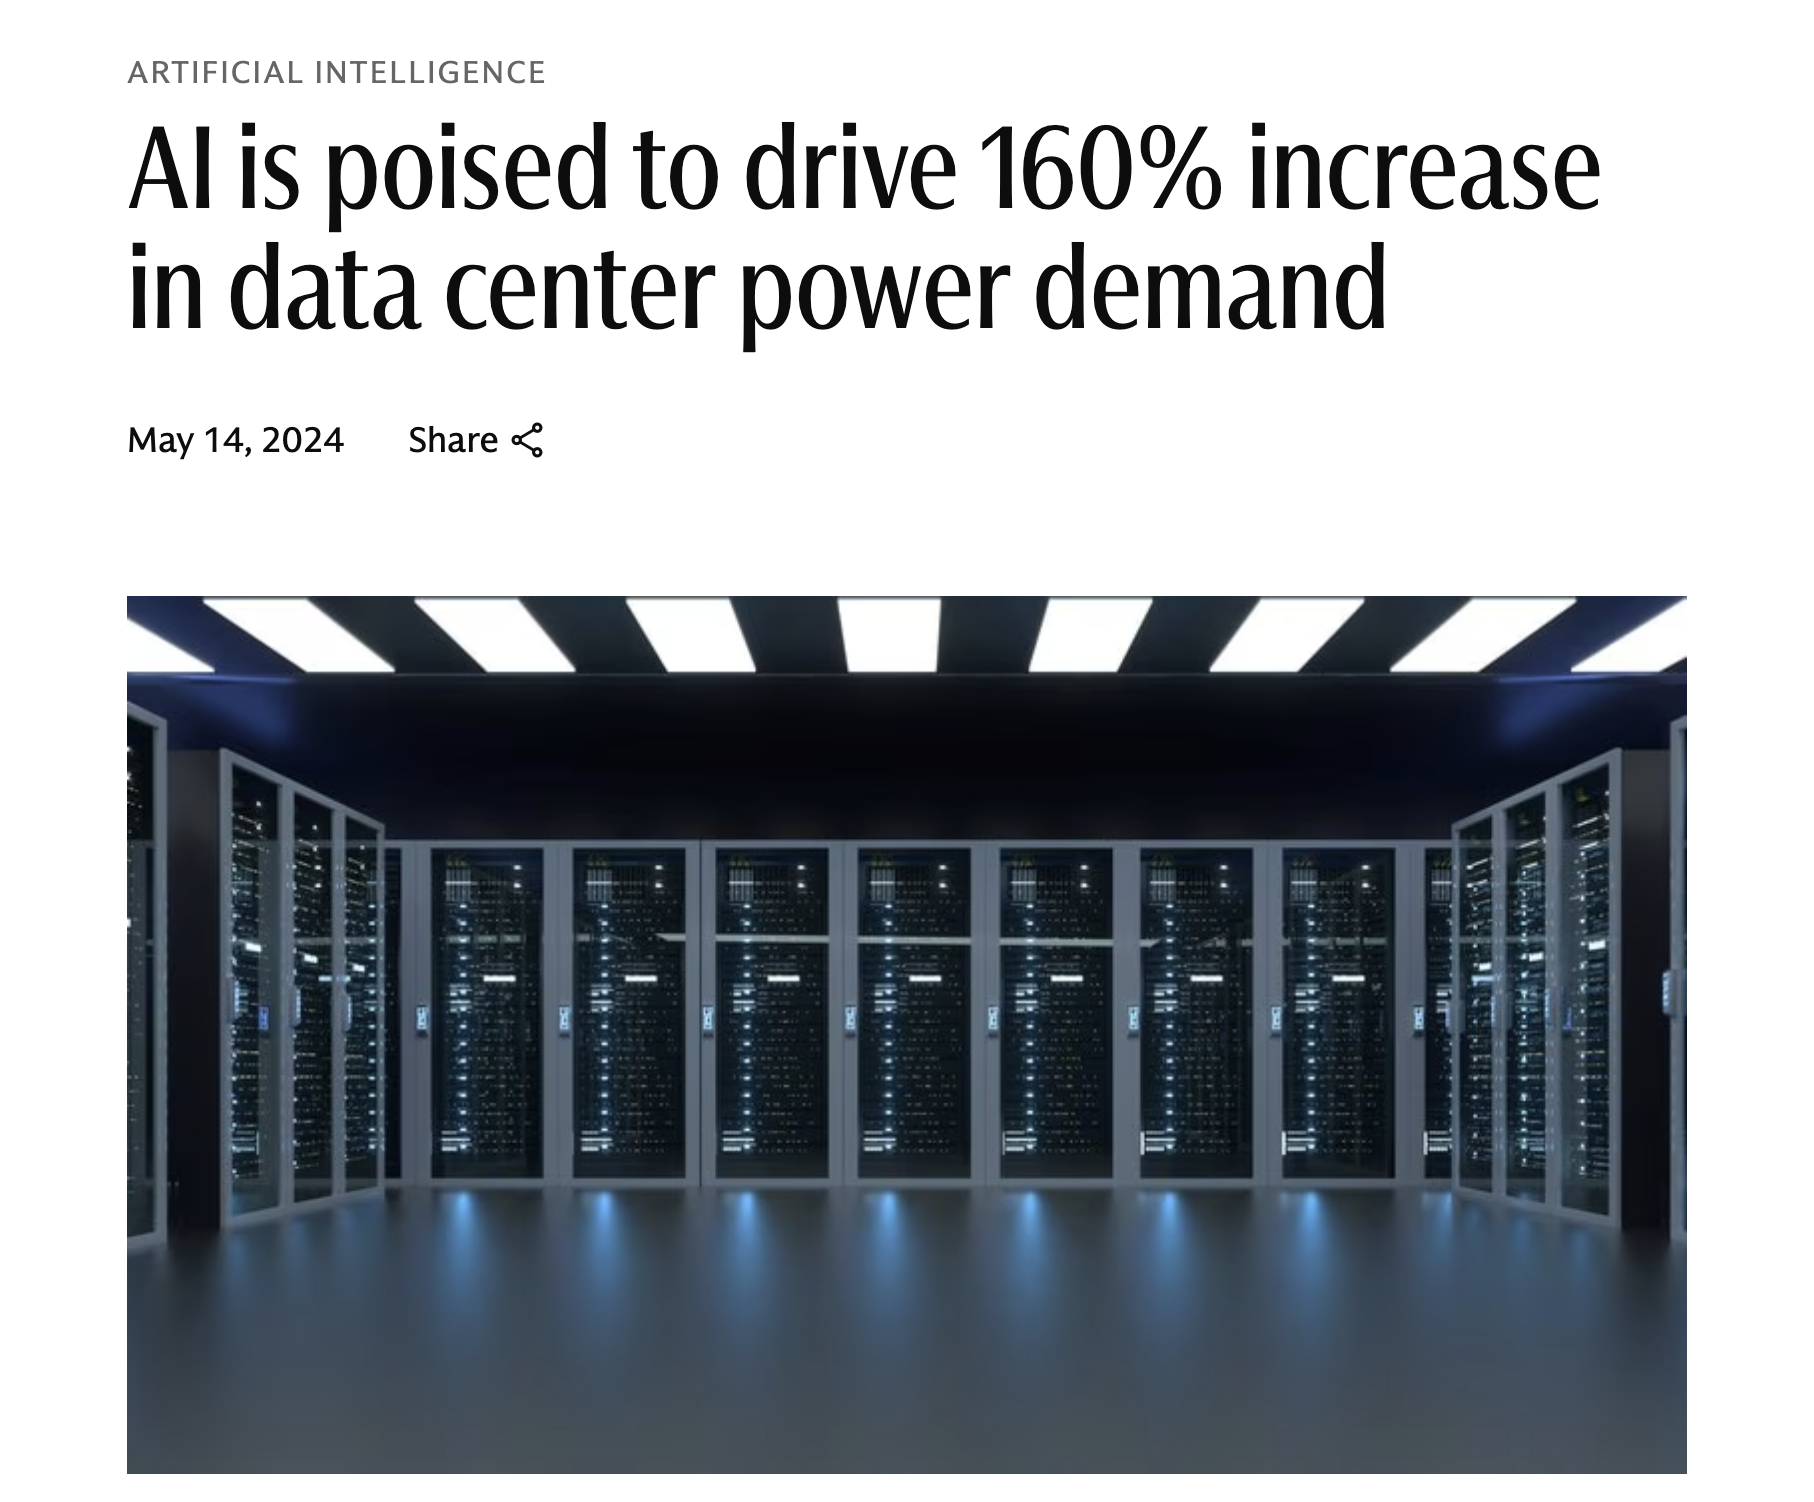 ARTIFICIAL INTELLIGENCE
AI is poised to drive 160% increase
in data center power demand
May 14, 2024
Share